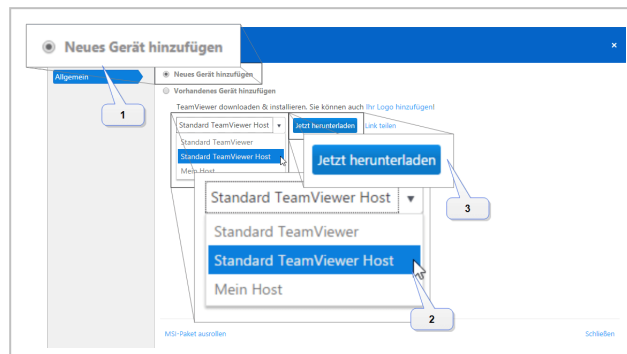 Neues Gerät hinzufügen
×
Allgemein
Neues Gerät hinzufügen
1
Vorhandenes Gerät hinzufügen
TeamViewer downloaden & installieren. Sie können auch Ihr Logo hinzufügen!
Standard TeamViewer Host
Jetzt herunterladen
Link teilen
Standard TeamViewer
Standard TeamViewer Host
Mein Host
Jetzt herunterladen
3
Standard TeamViewer Host
Standard TeamViewer
Standard TeamViewer Host
Mein Host
2
MSI-Paket ausrollen
Schließen